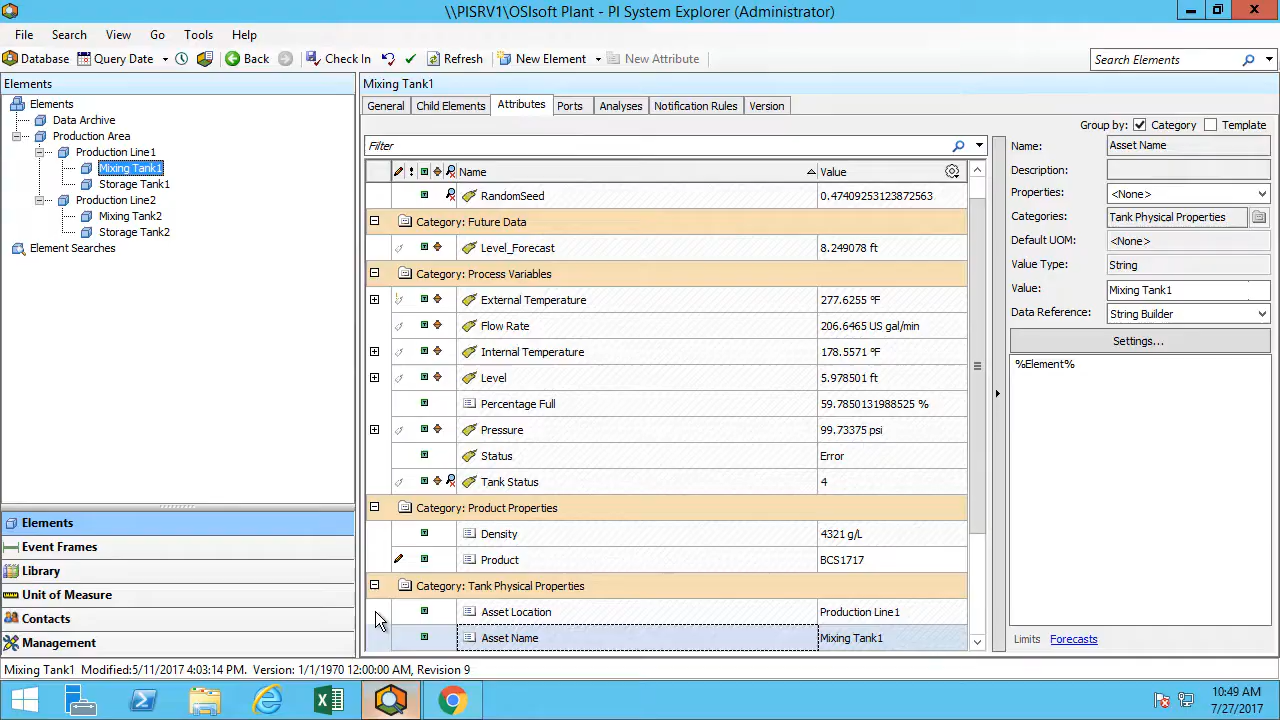 \\PISRV1\OSIsoft Plant - PI System Explorer (Administrator)
File Search View Go Tools Help
Database Query Date Back Check In Refresh New Element New Attribute Search Elements
Elements
Elements
Data Archive
Production Area
Production Line1
Mixing Tank1
Storage Tank1
Production Line2
Mixing Tank2
Storage Tank2
Element Searches
Elements
Event Frames
Library
Unit of Measure
Contacts
Management
Mixing Tank1
General Child Elements Attributes Ports Analyses Notification Rules Version
Group by: Category Template
Filter
Name Value
RandomSeed 0.47409253123872563
Category: Future Data
Level_Forecast 8.249078 ft
Category: Process Variables
External Temperature 277.6255 °F
Flow Rate 206.6465 US gal/min
Internal Temperature 178.5571 °F
Level 5.978501 ft
Percentage Full 59.7850131988525 %
Pressure 99.73375 psi
Status Error
Tank Status 4
Category: Product Properties
Density 4321 g/L
Product BCS1717
Category: Tank Physical Properties
Asset Location Production Line1
Asset Name Mixing Tank1
Name: Asset Name
Description:
Properties: <None>
Categories: Tank Physical Properties
Default UOM: <None>
Value Type: String
Value: Mixing Tank1
Data Reference: String Builder
Settings...
%Element%
Limits Forecasts
Mixing Tank1 Modified:5/11/2017 4:03:14 PM. Version: 1/1/1970 12:00:00 AM, Revision 9
10:49 AM
7/27/2017